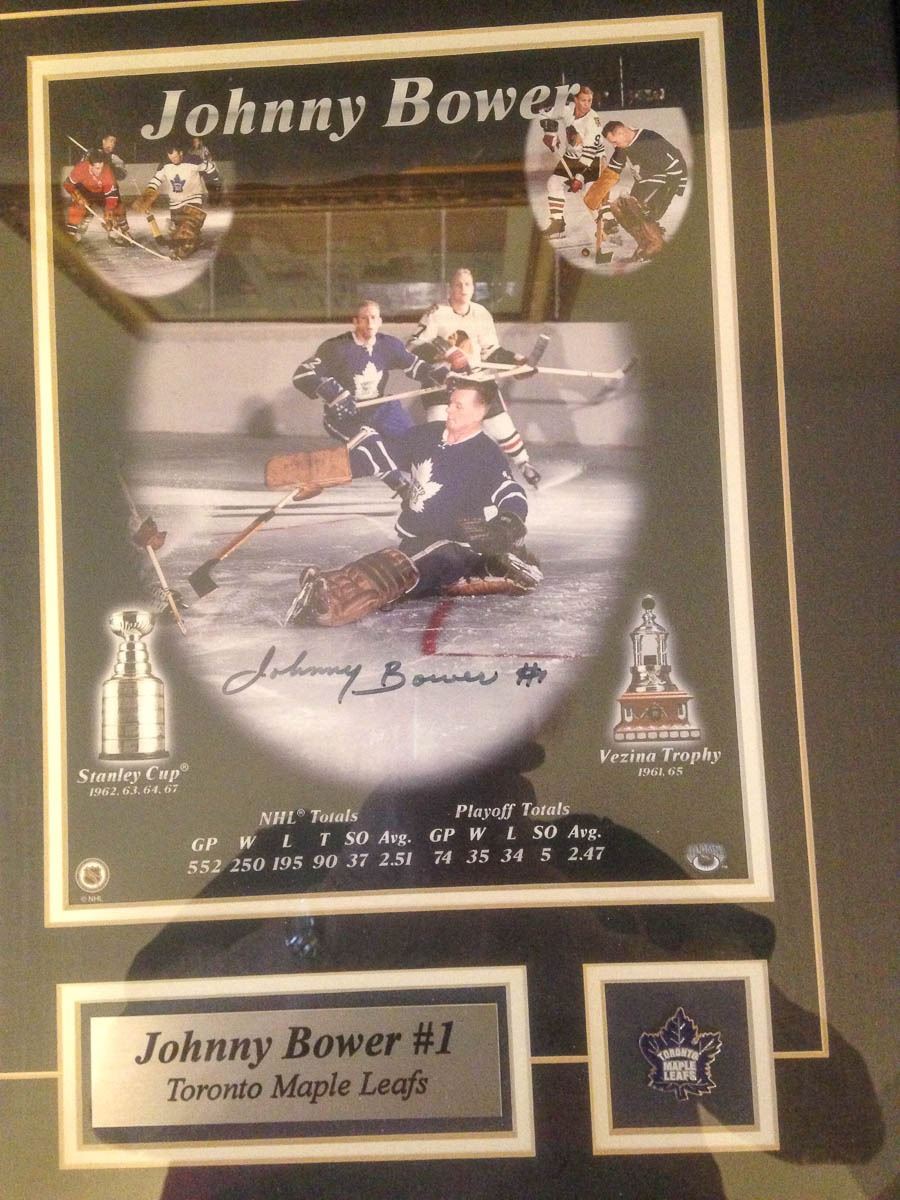 Johnny Bower
Johnny Bower #1
Stanley Cup®
1962, 63, 64, 67
Vezina Trophy
1961, 65
NHL® Totals
GP W L T SO Avg.
552 250 195 90 37 2.51
Playoff Totals
GP W L SO Avg.
74 35 34 5 2.47
© NHL
Johnny Bower #1
Toronto Maple Leafs
TORONTO
MAPLE
LEAFS